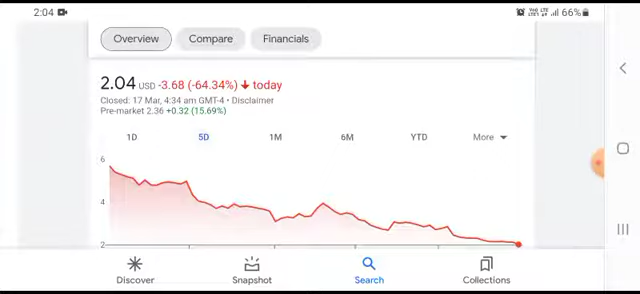 2:04
66%
Overview Compare Financials
2.04 USD -3.68 (-64.34%) today
Closed: 17 Mar, 4:34 am GMT-4 • Disclaimer
Pre-market 2.36 +0.32 (15.69%)
1D 5D 1M 6M YTD More
6
4
2
Discover Snapshot Search Collections